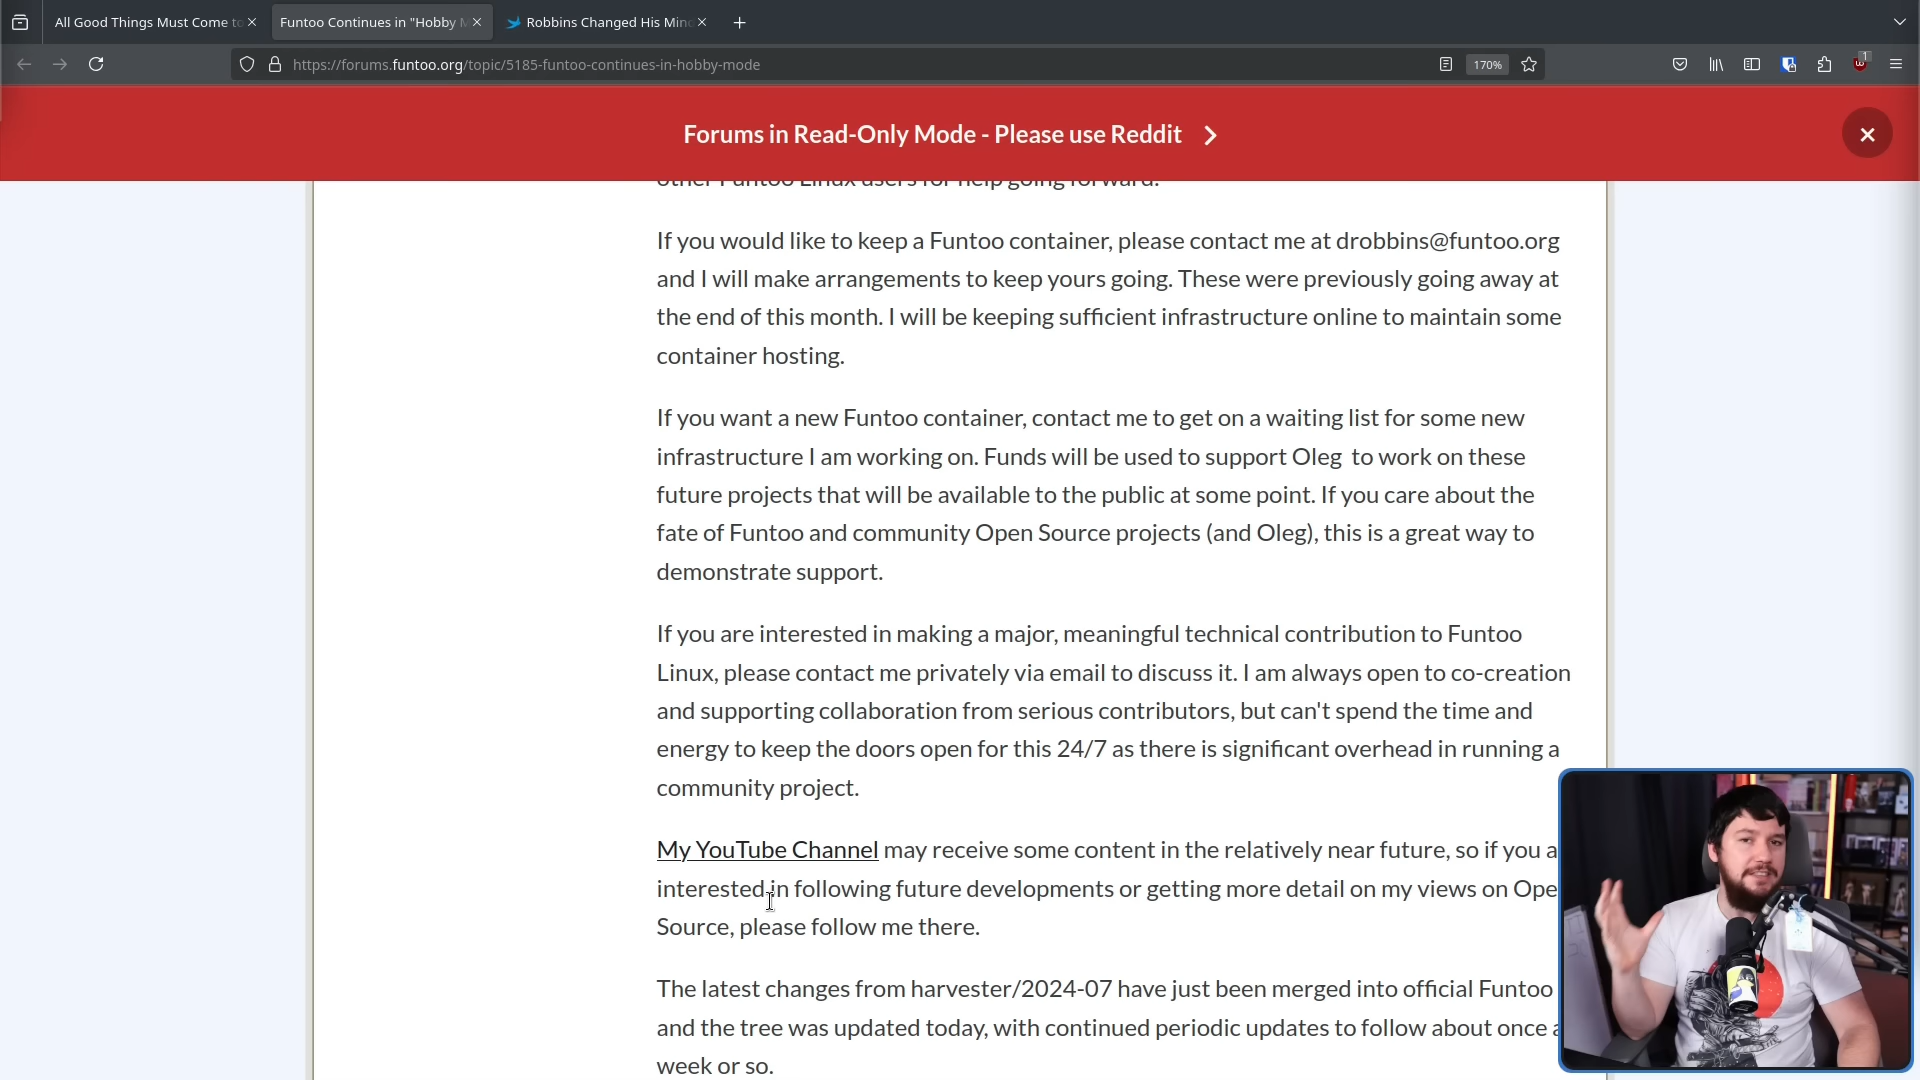 All Good Things Must Come to
Funtoo Continues in "Hobby M
Robbins Changed His Min
https://forums.funtoo.org/topic/5185-funtoo-continues-in-hobby-mode
170%
1
Forums in Read-Only Mode - Please use Reddit
other Funtoo Linux users for help going forward.
If you would like to keep a Funtoo container, please contact me at drobbins@funtoo.org
and I will make arrangements to keep yours going. These were previously going away at
the end of this month. I will be keeping sufficient infrastructure online to maintain some
container hosting.
If you want a new Funtoo container, contact me to get on a waiting list for some new
infrastructure I am working on. Funds will be used to support Oleg  to work on these
future projects that will be available to the public at some point. If you care about the
fate of Funtoo and community Open Source projects (and Oleg), this is a great way to
demonstrate support.
If you are interested in making a major, meaningful technical contribution to Funtoo
Linux, please contact me privately via email to discuss it. I am always open to co-creation
and supporting collaboration from serious contributors, but can't spend the time and
energy to keep the doors open for this 24/7 as there is significant overhead in running a
community project.
My YouTube Channel may receive some content in the relatively near future, so if you a
interested in following future developments or getting more detail on my views on Ope
Source, please follow me there.
The latest changes from harvester/2024-07 have just been merged into official Funtoo
and the tree was updated today, with continued periodic updates to follow about once a
week or so.